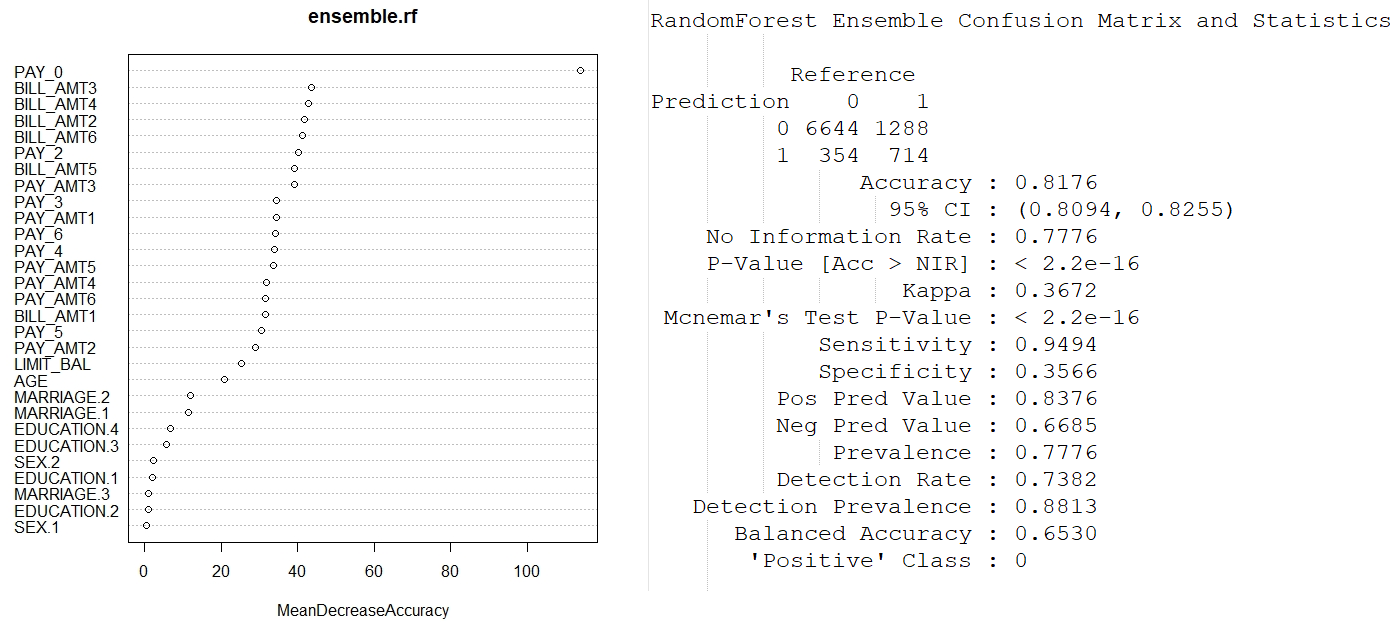 ensemble.rf
PAY_0
BILL_AMT3
BILL_AMT4
BILL_AMT2
BILL_AMT6
PAY_2
BILL_AMT5
PAY_AMT3
PAY_3
PAY_AMT1
PAY_6
PAY_4
PAY_AMT5
PAY_AMT4
PAY_AMT6
BILL_AMT1
PAY_5
PAY_AMT2
LIMIT_BAL
AGE
MARRIAGE.2
MARRIAGE.1
EDUCATION.4
EDUCATION.3
SEX.2
EDUCATION.1
MARRIAGE.3
EDUCATION.2
SEX.1
0 20 40 60 80 100
MeanDecreaseAccuracy
RandomForest Ensemble Confusion Matrix and Statistics
Reference
Prediction 0 1
0 6644 1288
1 354 714
Accuracy : 0.8176
95% CI : (0.8094, 0.8255)
No Information Rate : 0.7776
P-Value [Acc > NIR] : < 2.2e-16
Kappa : 0.3672
Mcnemar's Test P-Value : < 2.2e-16
Sensitivity : 0.9494
Specificity : 0.3566
Pos Pred Value : 0.8376
Neg Pred Value : 0.6685
Prevalence : 0.7776
Detection Rate : 0.7382
Detection Prevalence : 0.8813
Balanced Accuracy : 0.6530
'Positive' Class : 0